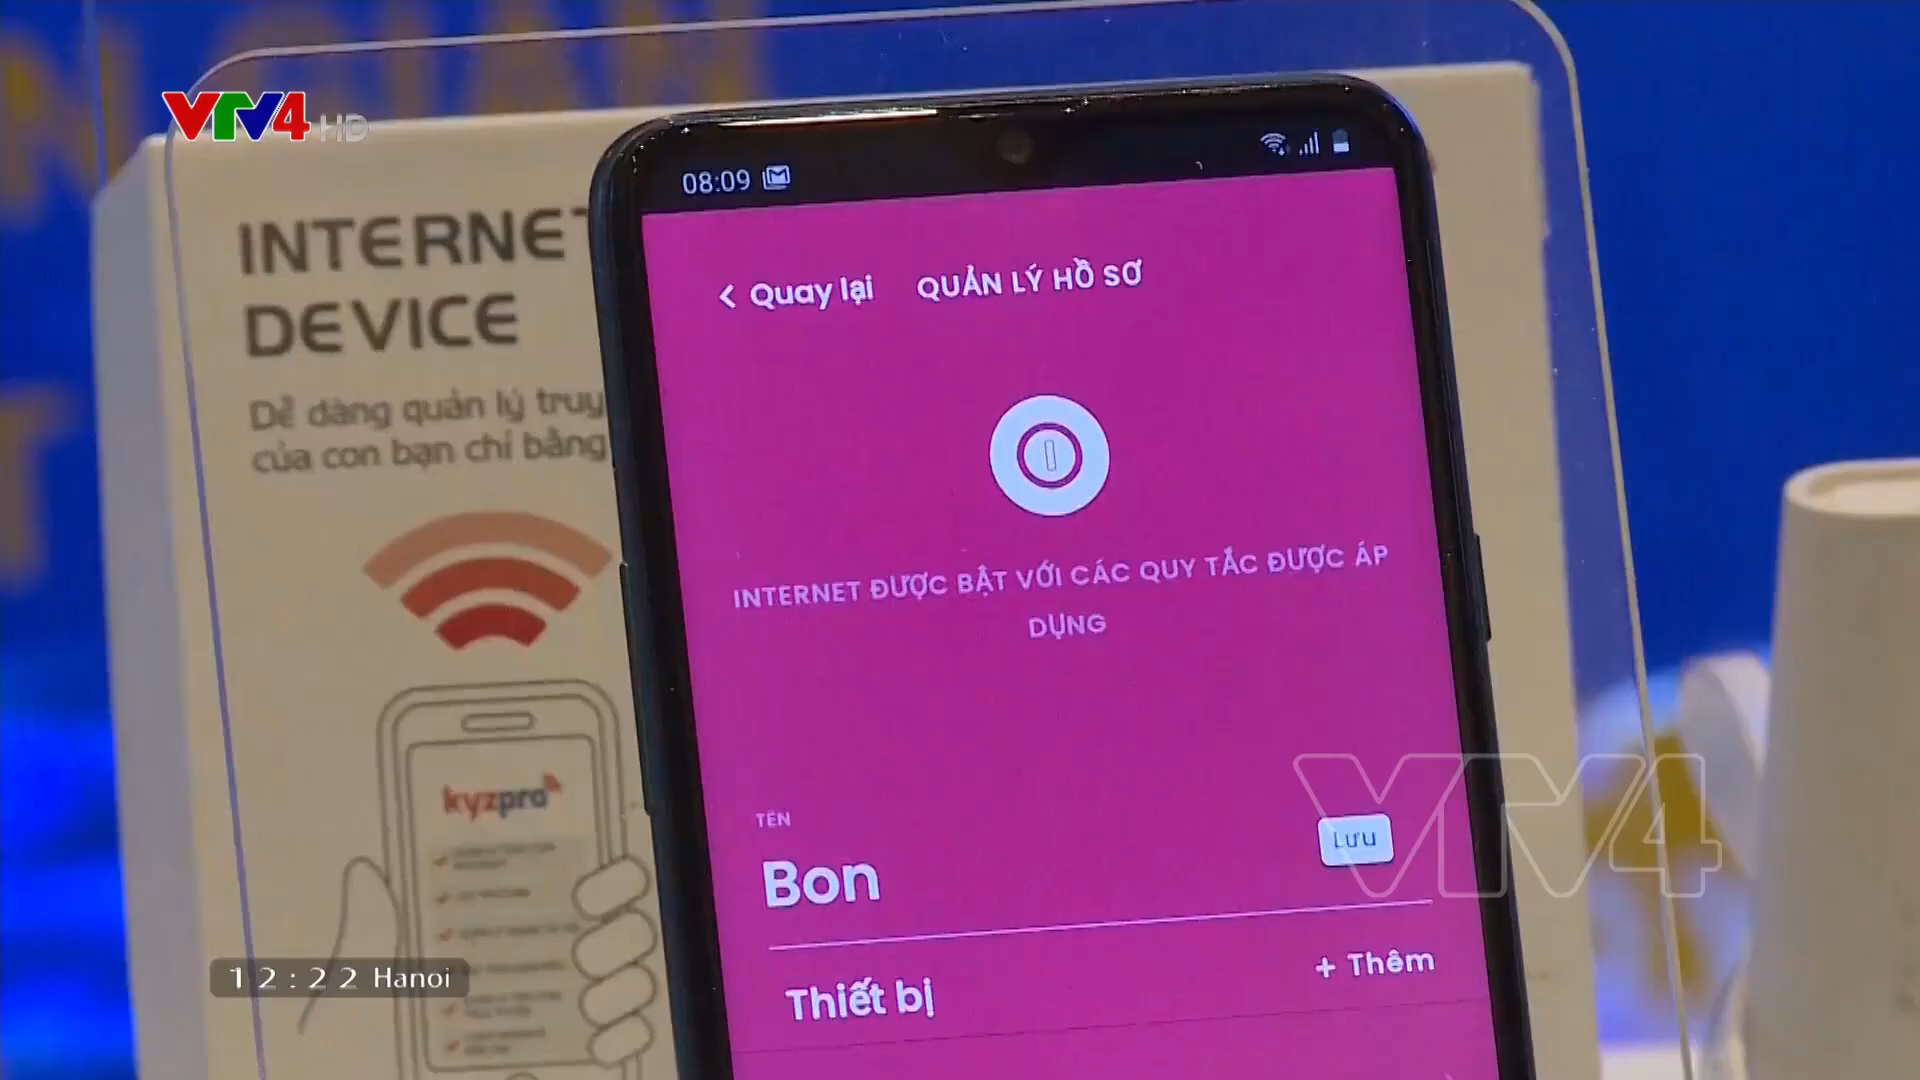 VTV4 HD
INTERNET
DEVICE
Dễ dàng quản lý truy
của con bạn chỉ bằng
kyzpro
08:09
Quay lại
QUẢN LÝ HỒ SƠ
INTERNET ĐƯỢC BẬT VỚI CÁC QUY TẮC ĐƯỢC ÁP
DỤNG
TÊN
Bon
Lưu
Thiết bị
+ Thêm
VTV4
12:22 Hanoi